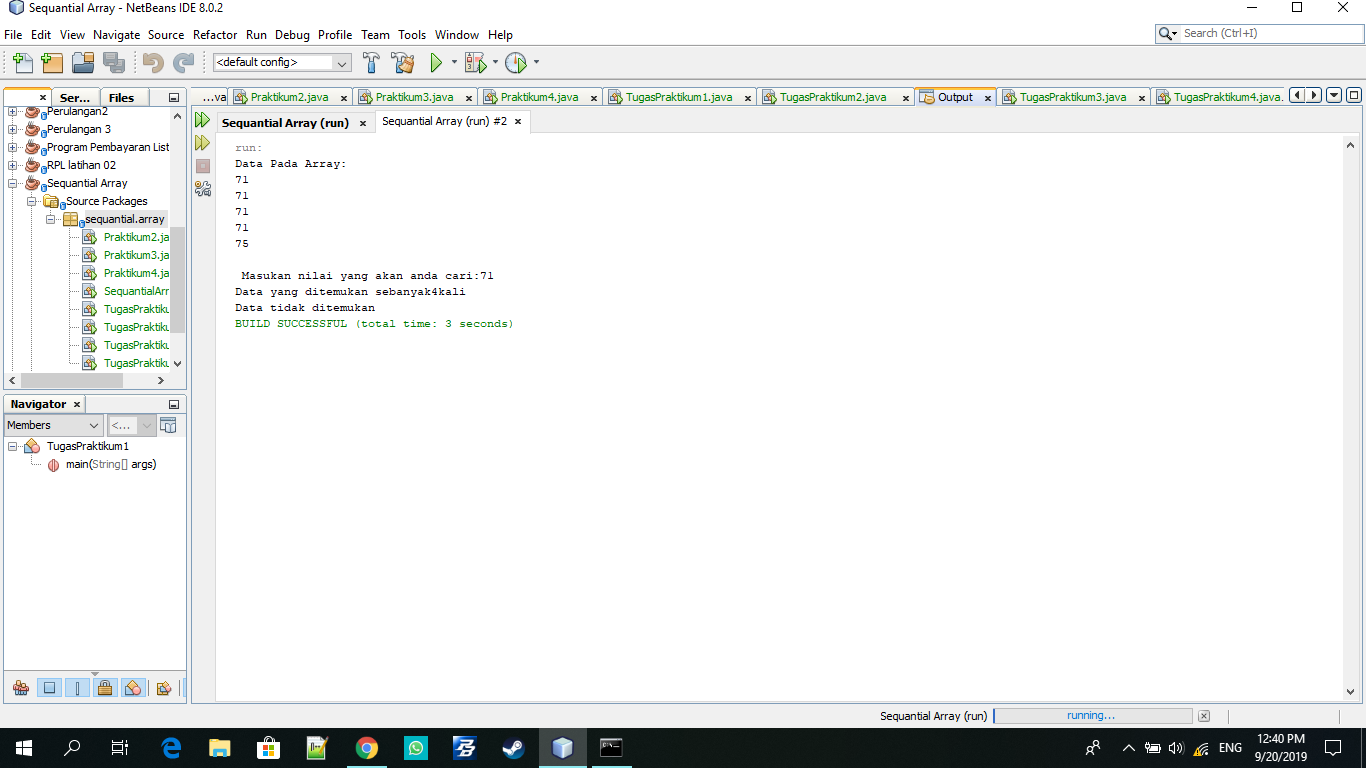 Sequantial Array - NetBeans IDE 8.0.2
File Edit View Navigate Source Refactor Run Debug Profile Team Tools Window Help
Search (Ctrl+I)
<default config>
Ser... Files
...va Praktikum2.java Praktikum3.java Praktikum4.java TugasPraktikum1.java TugasPraktikum2.java Output TugasPraktikum3.java TugasPraktikum4.java
Sequantial Array (run) Sequantial Array (run) #2
Perulangan2
Perulangan 3
Program Pembayaran List
RPL latihan 02
Sequantial Array
Source Packages
sequantial.array
Praktikum2.ja
Praktikum3.ja
Praktikum4.ja
SequantialArr
TugasPraktiku
TugasPraktiku
TugasPraktiku
TugasPraktiku
run:
Data Pada Array:
71
71
71
71
75
Masukan nilai yang akan anda cari:71
Data yang ditemukan sebanyak4kali
Data tidak ditemukan
BUILD SUCCESSFUL (total time: 3 seconds)
Navigator
Members <...
TugasPraktikum1
main(String[] args)
Sequantial Array (run) running...
ENG
12:40 PM
9/20/2019